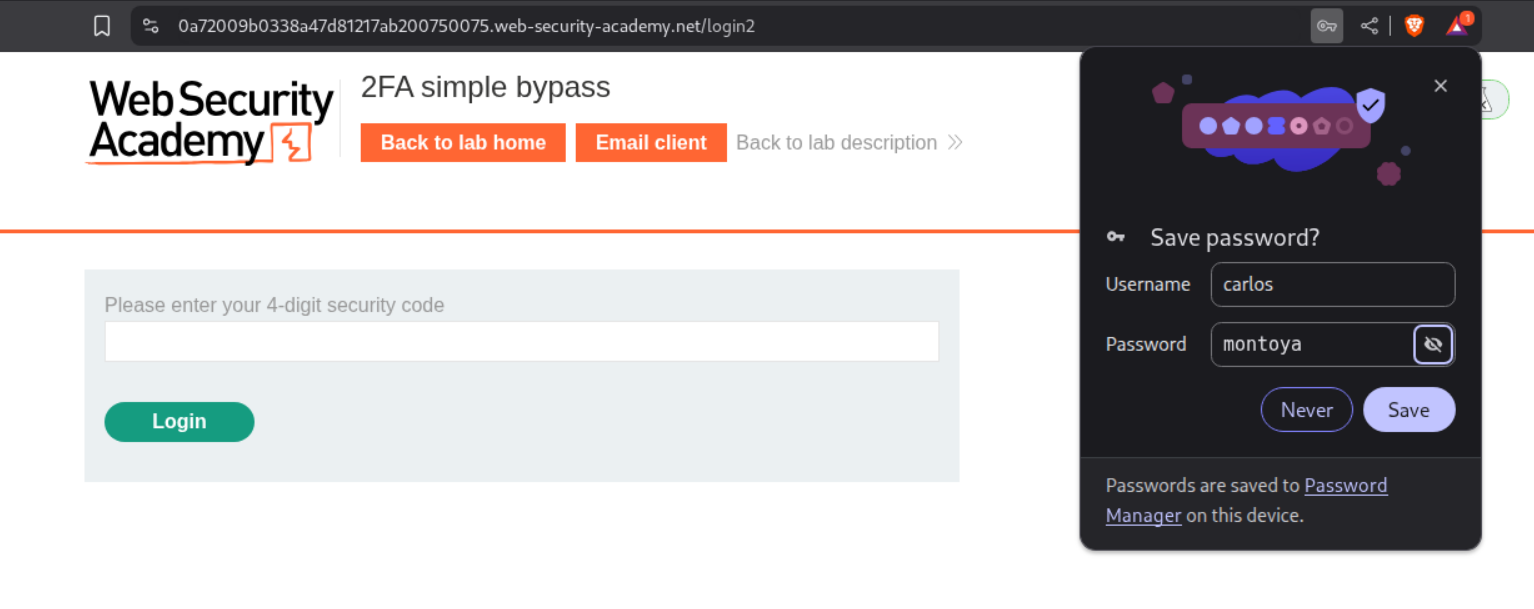 0a72009b0338a47d81217ab200750075.web-security-academy.net/login2
1
Web Security
Academy
2FA simple bypass
Back to lab home
Email client
Back to lab description
Please enter your 4-digit security code
Login
Save password?
Username
carlos
Password
montoya
Never
Save
Passwords are saved to Password
Manager on this device.